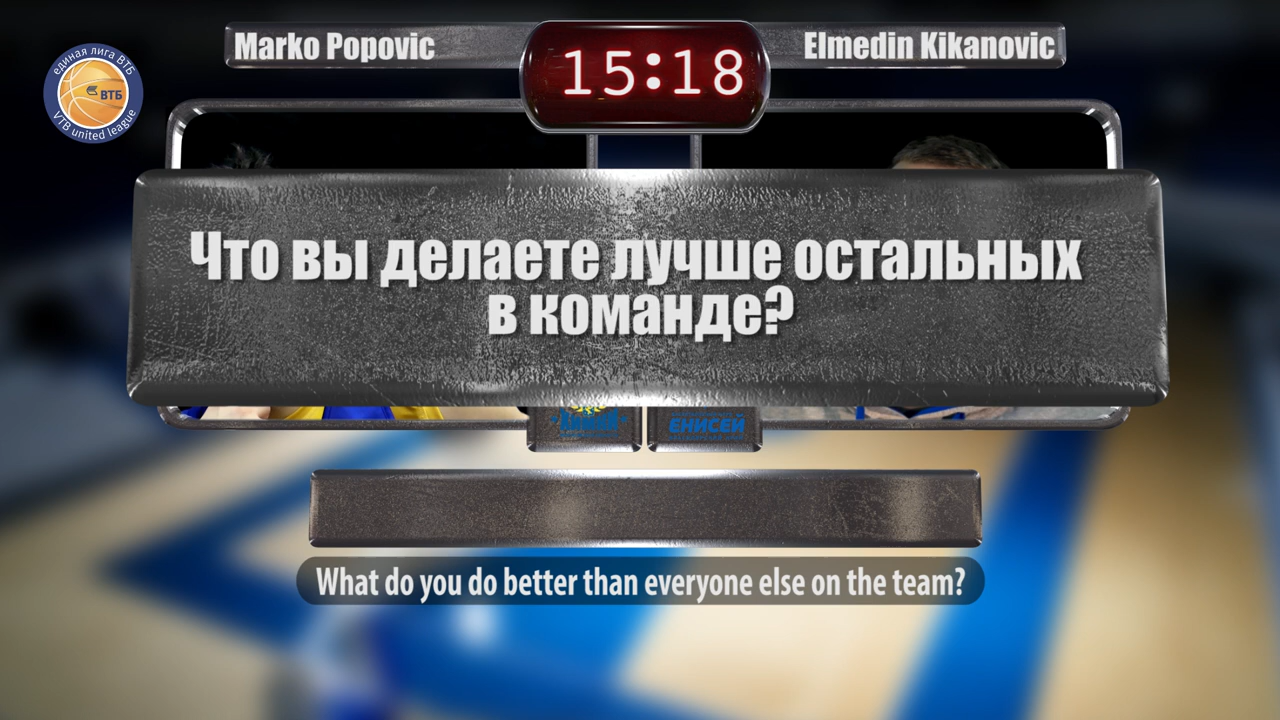 Marko Popovic
15:18
Elmedin Kikanovic
единая лига ВТБ
ВТБ
VTB united league
Что вы делаете лучше остальных
в команде?
Химки
ЕНИСЕЙ
What do you do better than everyone else on the team?